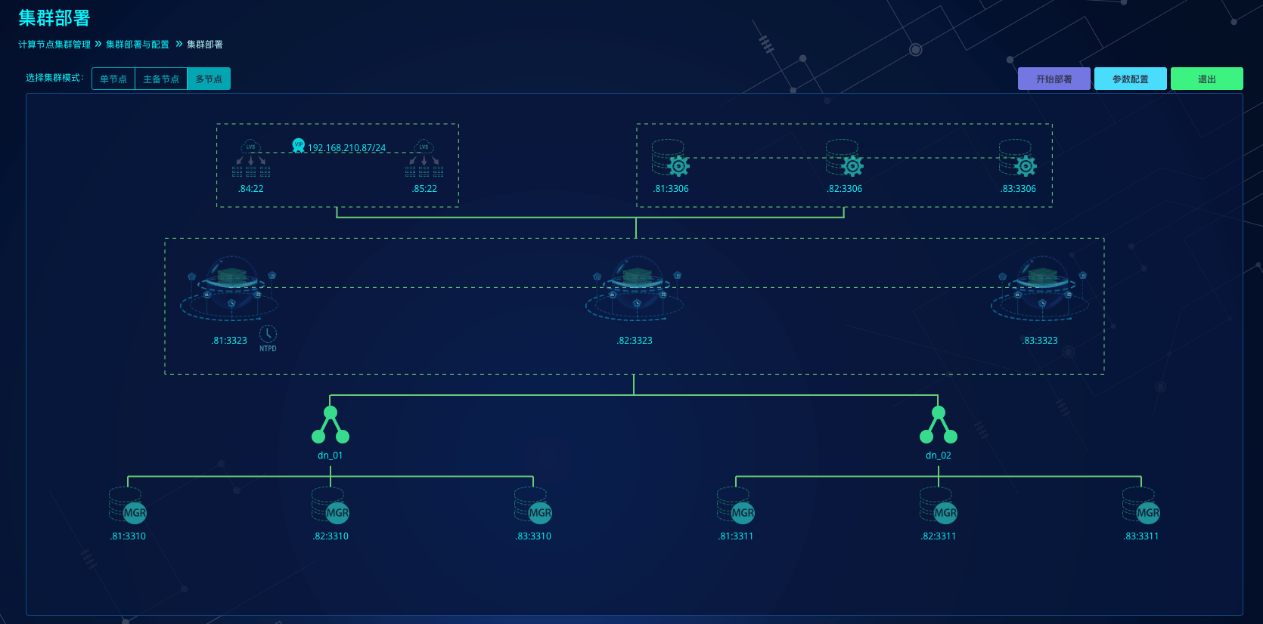 集群部署
计算节点集群管理 » 集群部署与配置 » 集群部署
选择集群模式: 单节点 主备节点 多节点 开始部署 参数配置 退出
LVS VIP 192.168.210.87/24 LVS
.84:22 .85:22 .81:3306 .82:3306 .83:3306
.81:3323 NTPD .82:3323 .83:3323
dn_01 dn_02
MGR MGR MGR MGR MGR MGR
.81:3310 .82:3310 .83:3310 .81:3311 .82:3311 .83:3311